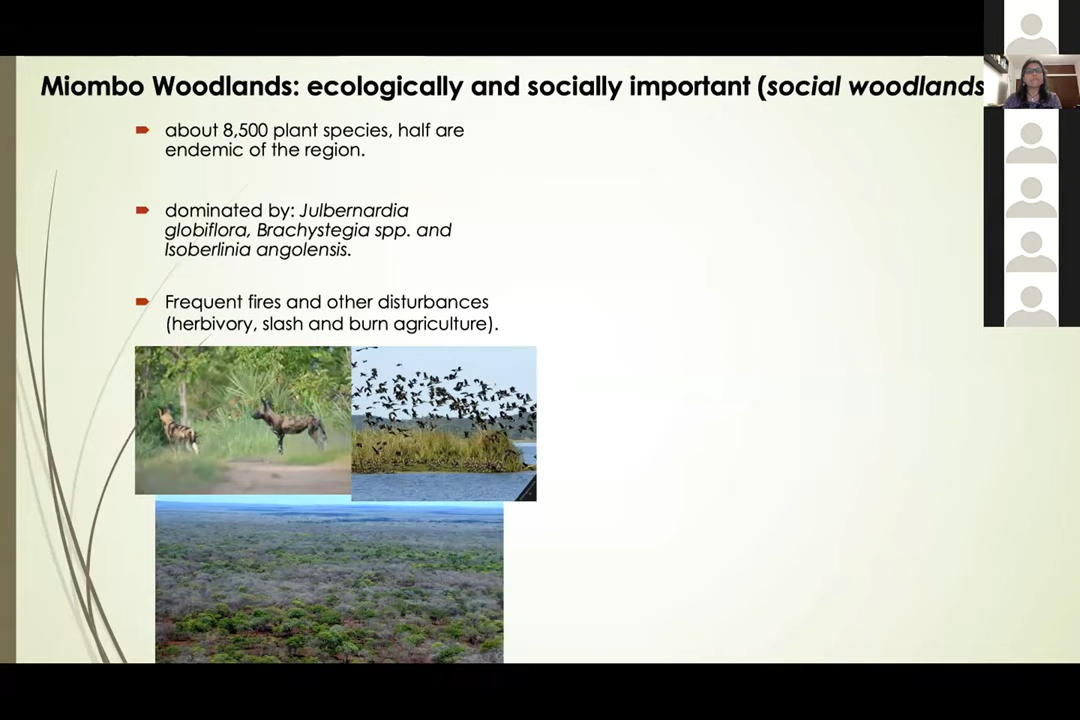 Miombo Woodlands: ecologically and socially important (social woodlands
about 8,500 plant species, half are
endemic of the region.
dominated by: Julbernardia
globiflora, Brachystegia spp. and
Isoberlinia angolensis.
Frequent fires and other disturbances
(herbivory, slash and burn agriculture).